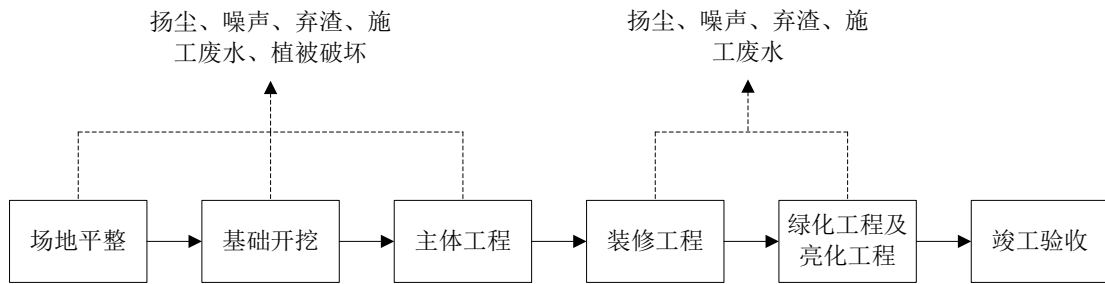 扬尘、噪声、弃渣、施
工废水、植被破坏
扬尘、噪声、弃渣、施
工废水
场地平整
基础开挖
主体工程
装修工程
绿化工程及
亮化工程
竣工验收